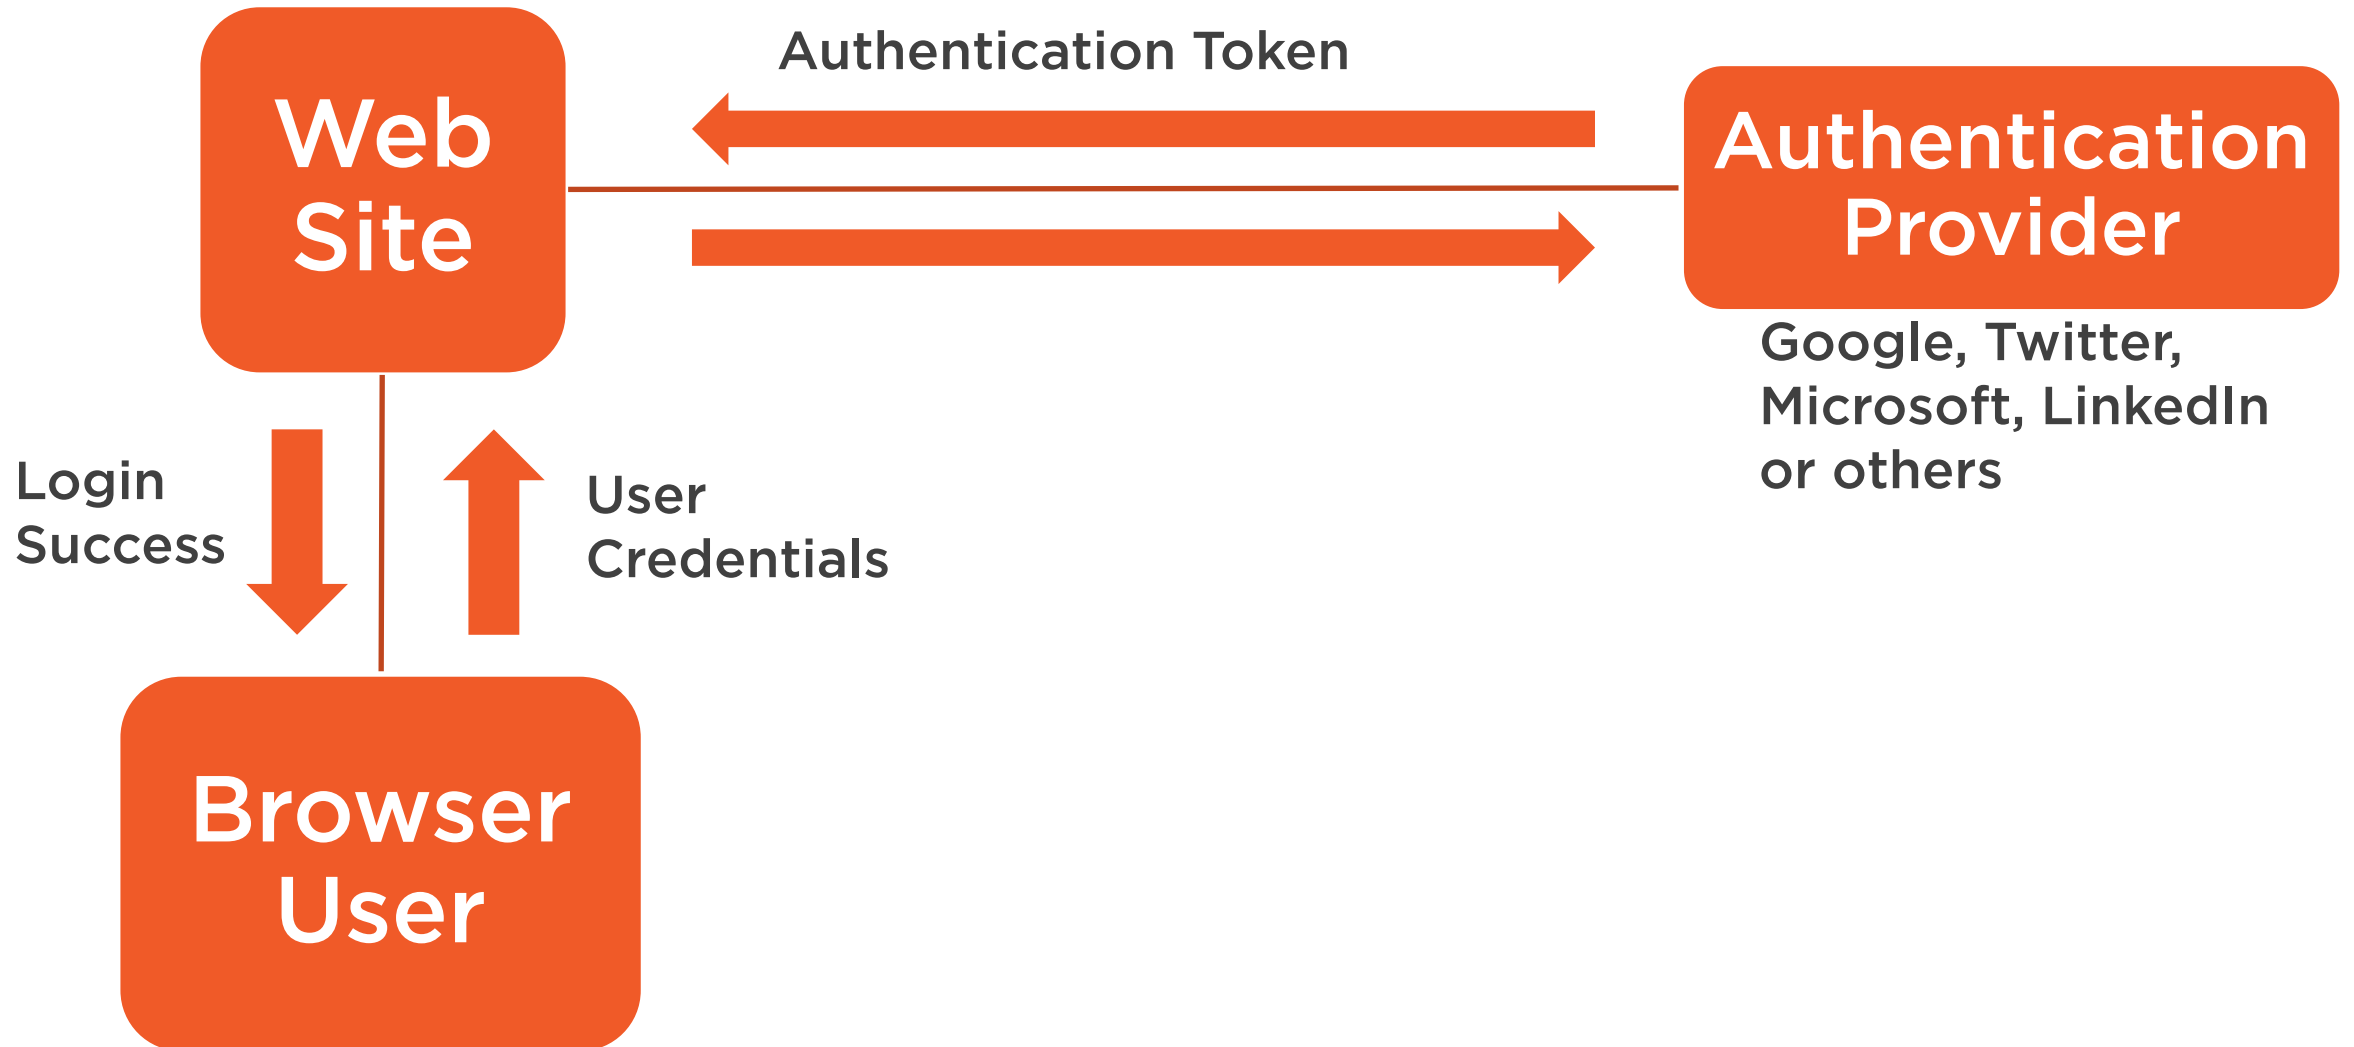 Authentication Token
Web
Site
Authentication
Provider
Google, Twitter,
Microsoft, LinkedIn
or others
Login
Success
User
Credentials
Browser
User